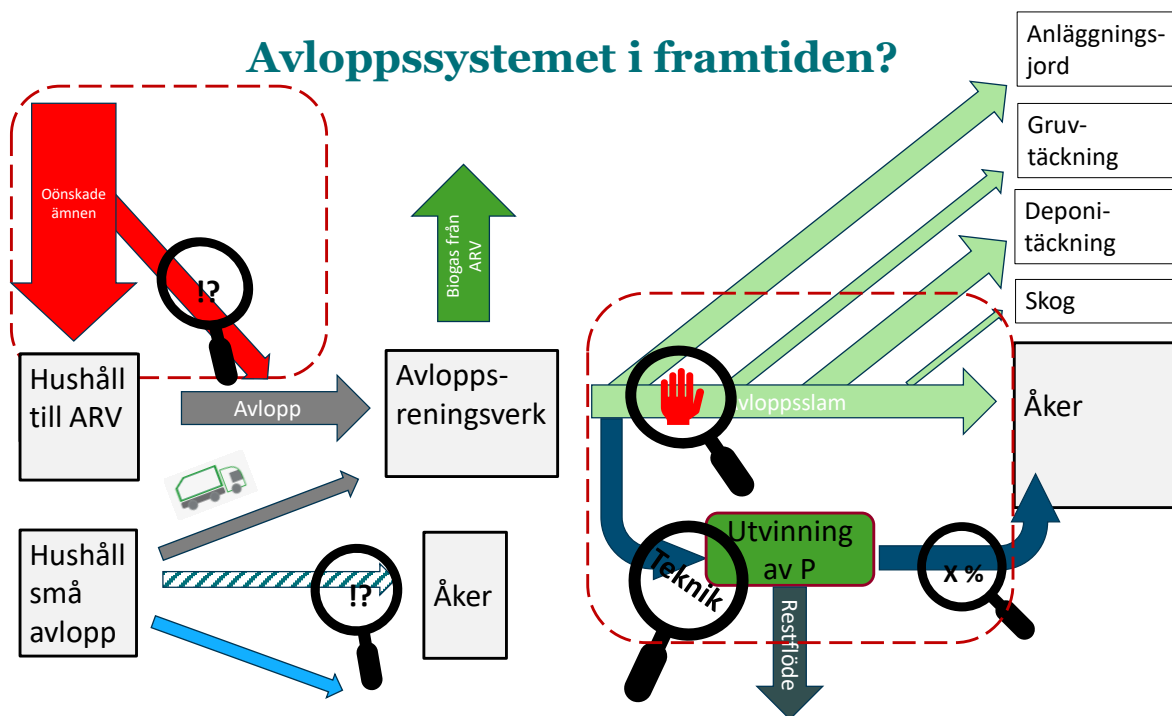 Avloppssystemet i framtiden?
Anläggnings-
jord
Gruv-
täckning
Deponi-
täckning
Skog
Åker
Oönskade
ämnen
!?
Biogas från
ARV
Hushåll
till ARV
Avlopp
Avlopps-
reningsverk
vloppsslam
Hushåll
små
avlopp
!?
Åker
Teknik
Utvinning
av P
X %
Restflöde